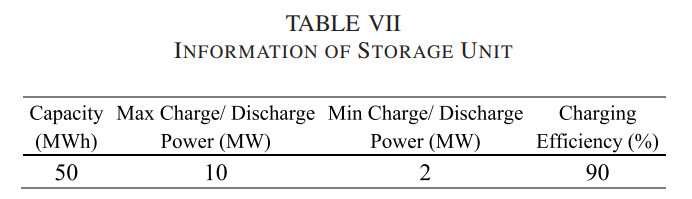 TABLE VII
INFORMATION OF STORAGE UNIT
Capacity Max Charge/ Discharge Min Charge/ Discharge Charging
(MWh) Power (MW) Power (MW) Efficiency (%)
50 10 2 90